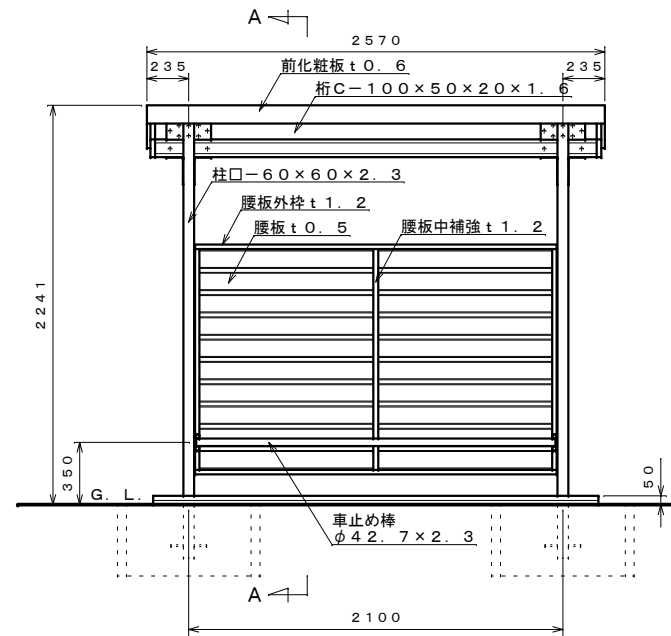 A
2570
235
235
前化粧板t0.6
桁C-100×50×20×1.6
柱口-60×60×2.3
腰板外枠t1.2
腰板t0.5
腰板中補強t1.2
2241
350
G.L.
50
車止め棒
φ42.7×2.3
A
2100